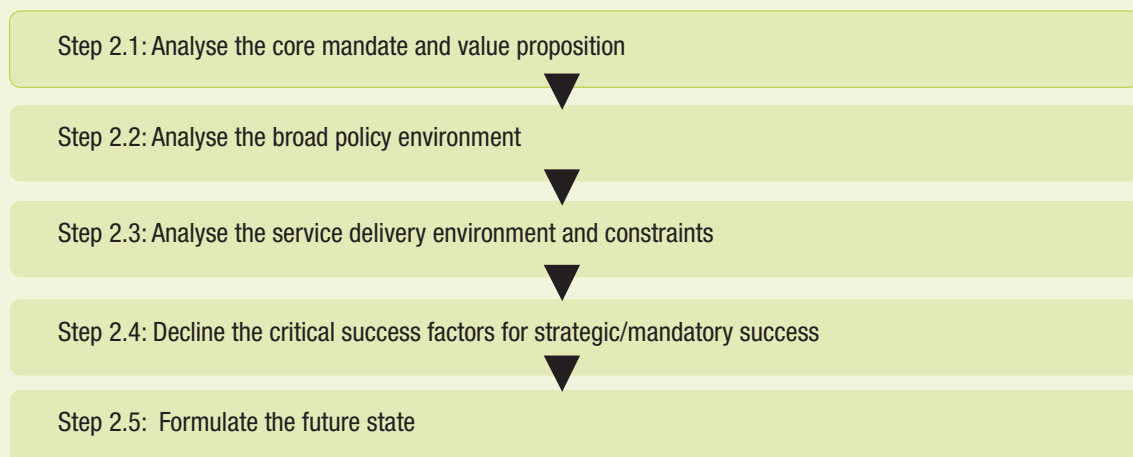 Step 2.1: Analyse the core mandate and value proposition
Step 2.2: Analyse the broad policy environment
Step 2.3: Analyse the service delivery environment and constraints
Step 2.4: Decline the critical success factors for strategic/mandatory success
Step 2.5: Formulate the future state